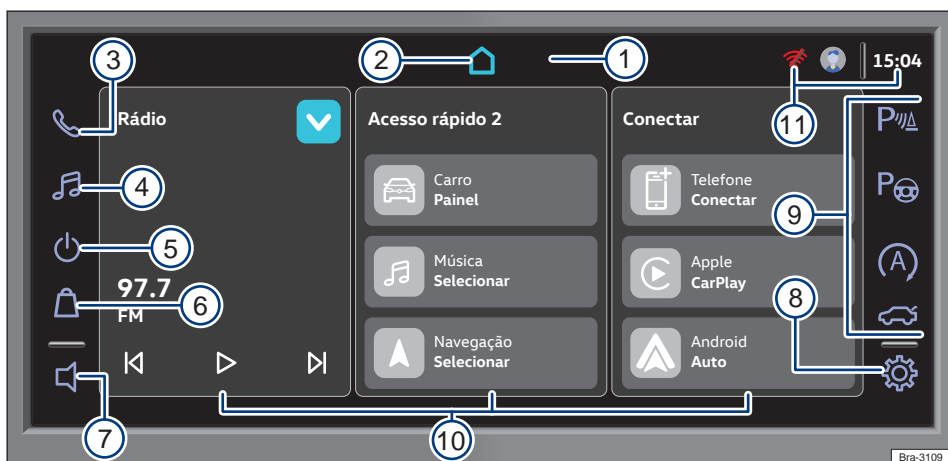 2
1
15:04
11
3
Rádio
Acesso rápido 2
Conectar
P
4
Carro
Painel
Telefone
Conectar
P
9
5
Música
Selecionar
Apple
CarPlay
A
97.7
FM
6
8
Navegação
Selecionar
Android
Auto
7
10
Bra-3109